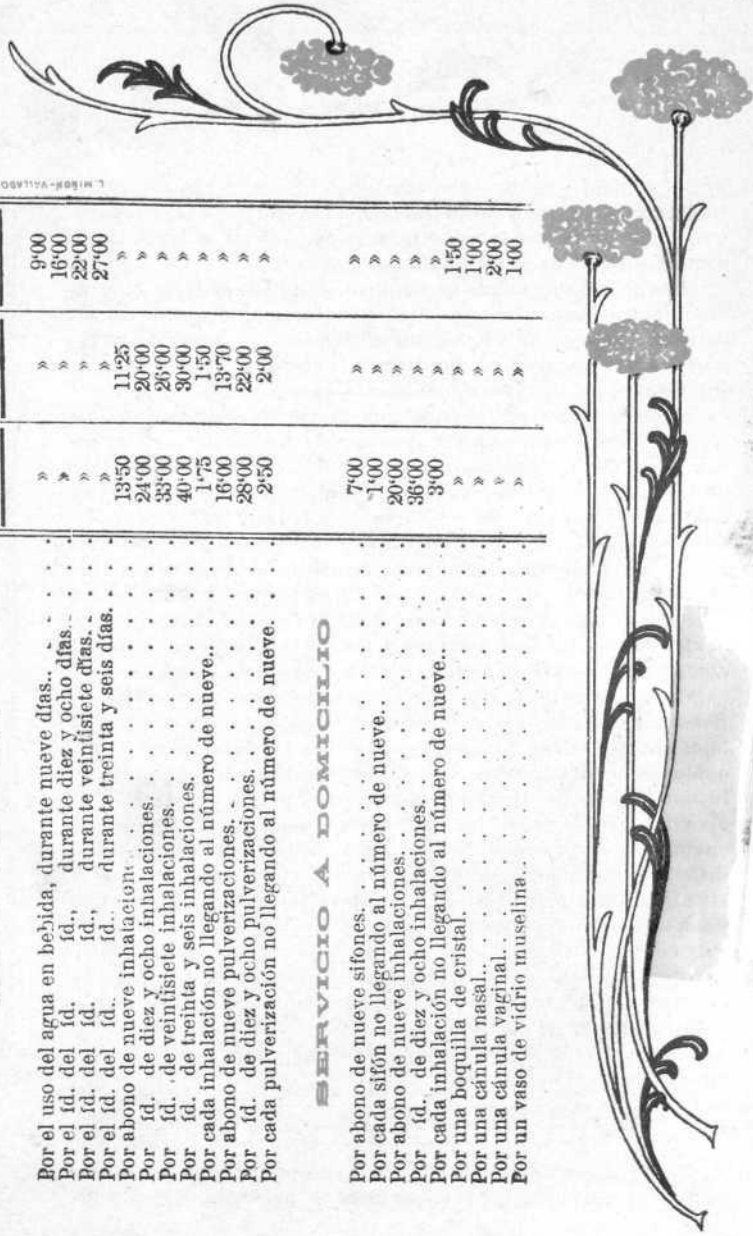 Por el uso del agua en bebida, durante nueve días.. » » 9'00
Por el íd. del íd. íd., durante diez y ocho días.. » » 16'00
Por el íd. del íd. íd., durante veintisiete días.. » » 22'00
Por el íd. del íd.. íd.. durante treinta y seis días. » » 27'00
Por abono de nueve inhalaciones. 13'50 11'25 »
Por íd. de diez y ocho inhalaciones. 24'00 20'00 »
Por íd.. de veintisiete inhalaciones. 33'00 26'00 »
Por íd. de treinta y seis inhalaciones. 40'00 30'00 »
Por cada inhalación no llegando al número de nueve. 1'75 1'50 »
Por abono de nueve pulverizaciones. 16'00 13'70 »
Por íd. de diez y ocho pulverizaciones. 28'00 22'00 »
Por cada pulverización no llegando al número de nueve. 2'50 2'00 »
SERVICIO Á DOMICILIO
Por abono de nueve sifones. 7'00 » »
Por cada sifón no llegando al número de nueve.. 1'00 » »
Por abono de nueve inhalaciones. 20'00 » »
Por íd. de diez y ocho inhalaciones. 36'00 » »
Por cada inhalación no llegando al número de nueve.. 3'00 » »
Por una boquilla de cristal. » » 1'50
Por una cánula nasal.. » » 1'00
Por una cánula vaginal.. » » 2'00
Por un vaso de vidrio muselina.. » » 1'00
L. MIÑON-VALLADO